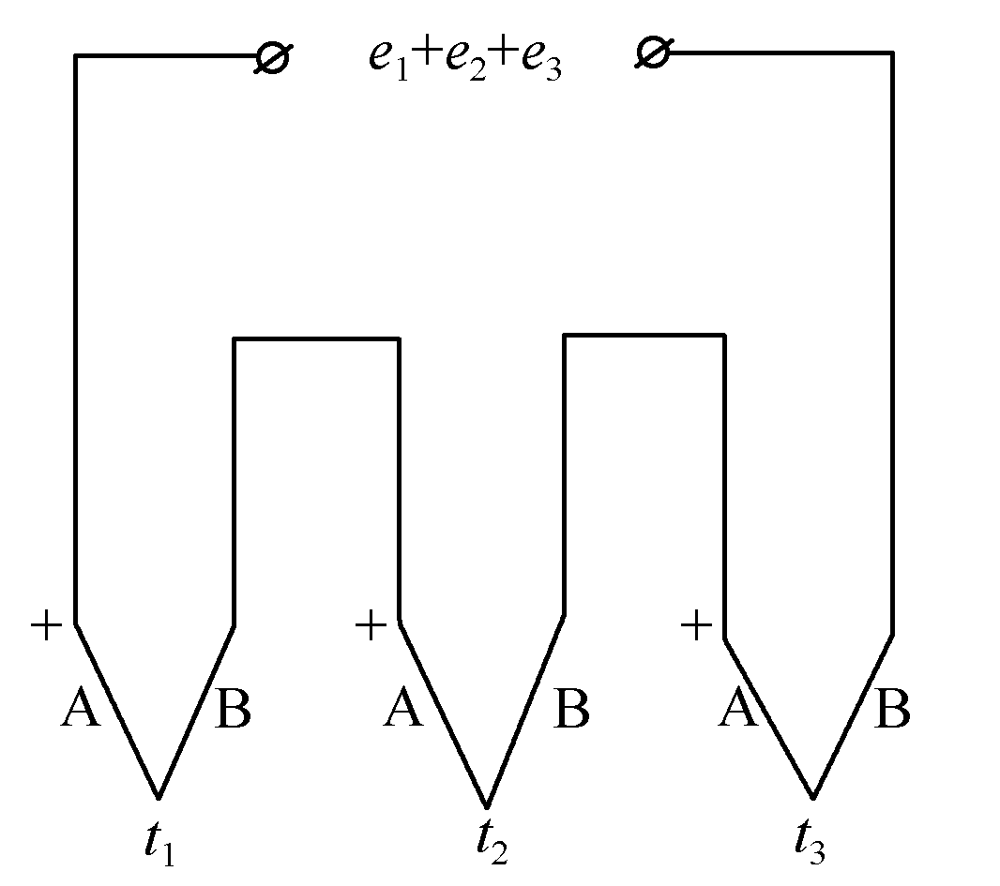 e₁+e₂+e₃
+ + +
A B A B A B
t₁ t₂ t₃